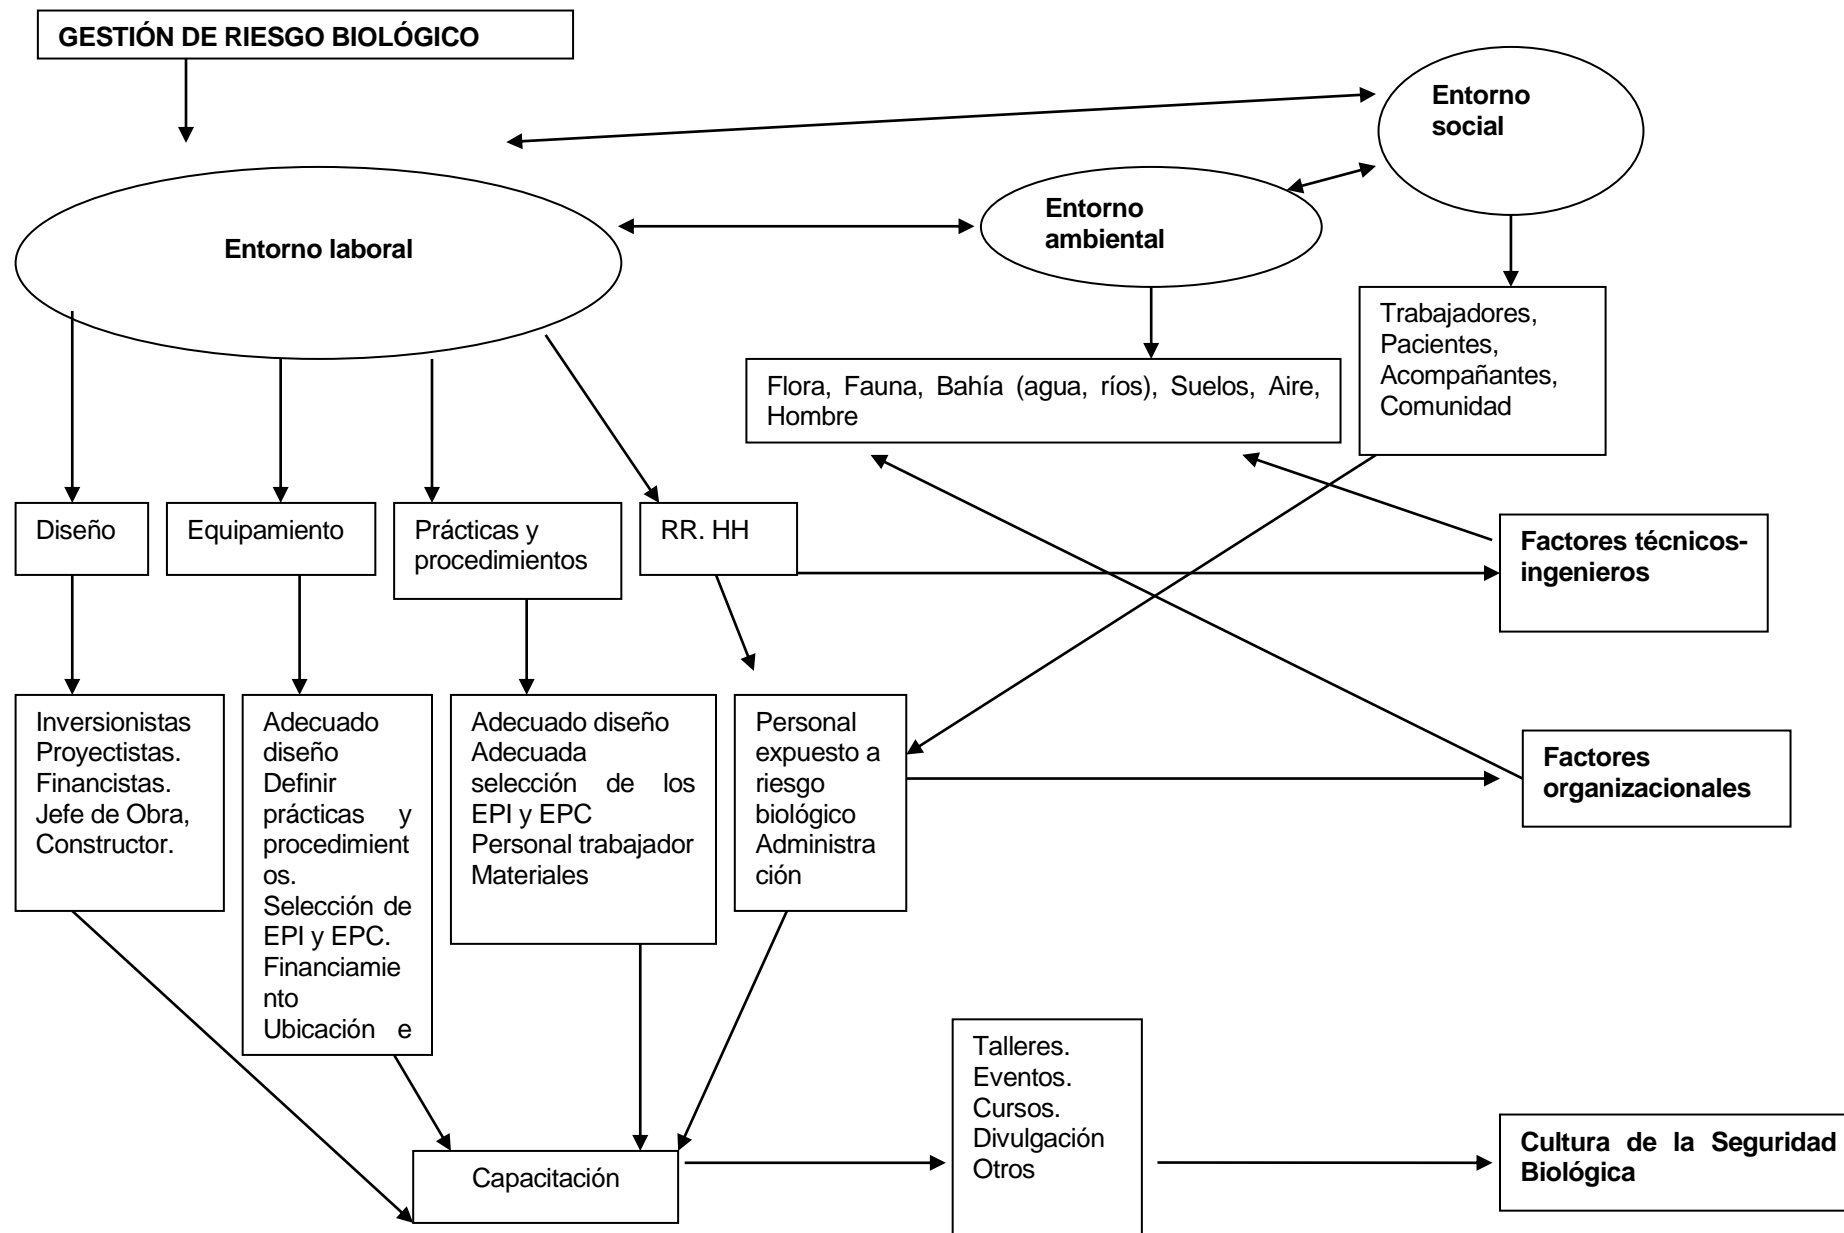 GESTIÓN DE RIESGO BIOLÓGICO
Entorno
social
Entorno
ambiental
Entorno laboral
Trabajadores,
Pacientes,
Acompañantes,
Comunidad
Flora, Fauna, Bahía (agua, ríos), Suelos, Aire,
Hombre
Diseño
Equipamiento
Prácticas y
procedimientos
RR. HH
Factores técnicos-
ingenieros
Inversionistas
Proyectistas.
Financistas.
Jefe de Obra,
Constructor.
Adecuado
diseño
Definir
prácticas y
procedimient
os.
Selección de
EPI y EPC.
Financiamie
nto
Ubicación e
Adecuado diseño
Adecuada
selección de los
EPI y EPC
Personal trabajador
Materiales
Personal
expuesto a
riesgo
biológico
Administra
ción
Factores
organizacionales
Capacitación
Talleres.
Eventos.
Cursos.
Divulgación
Otros
Cultura de la Seguridad
Biológica